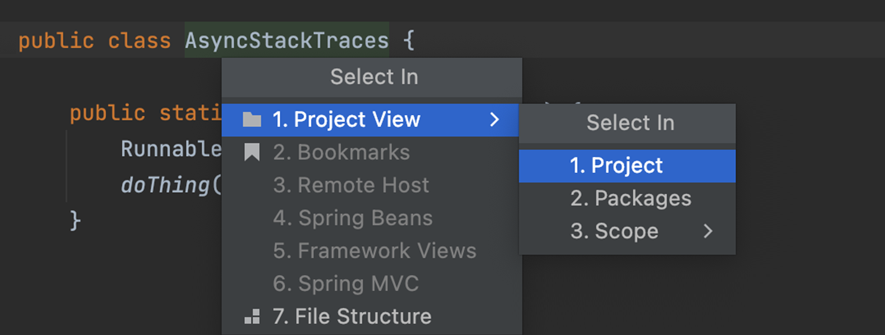 public class AsyncStackTraces {
Select In
public stati
1. Project View
Select In
Runnable
2. Bookmarks
1. Project
doThing(
3. Remote Host
2. Packages
}
4. Spring Beans
3. Scope
5. Framework Views
6. Spring MVC
7. File Structure